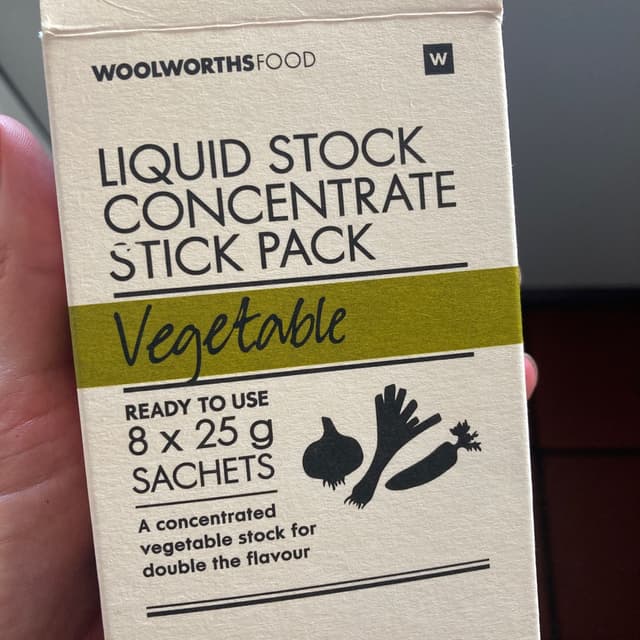 WOOLWORTHSFOOD
W
LIQUID STOCK
CONCENTRATE
STICK PACK
Vegetable
READY TO USE
8 x 25 g
SACHETS
A concentrated
vegetable stock for
double the flavour